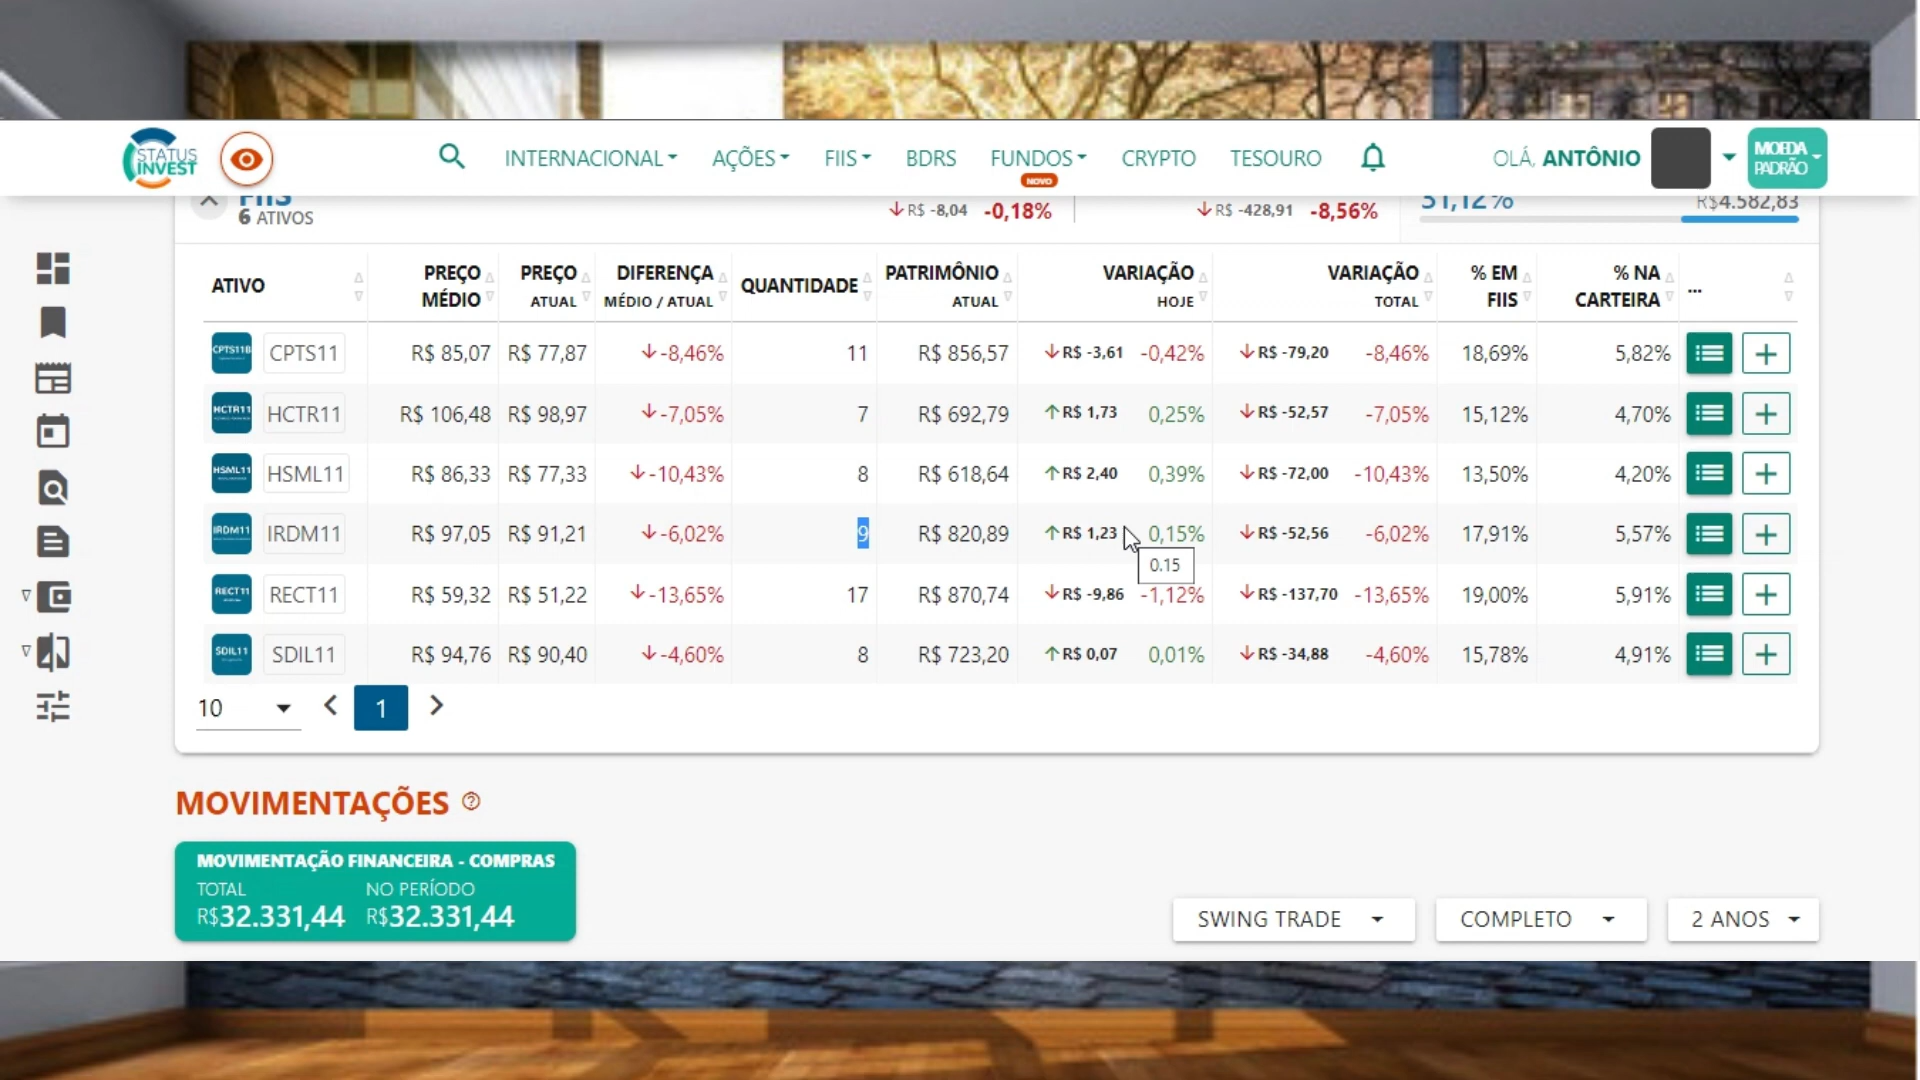 STATUS
INVEST
INTERNACIONAL AÇÕES FIIS BDRS FUNDOS CRYPTO TESOURO
NOVO
OLÁ, ANTÔNIO
MOEDA
PADRÃO
FIIS
6 ATIVOS
R$ -8,04 -0,18% R$ -428,91 -8,56% 31,12% R$4.582,83
ATIVO PREÇO MÉDIO PREÇO ATUAL DIFERENÇA MÉDIO / ATUAL QUANTIDADE PATRIMÔNIO ATUAL VARIAÇÃO HOJE VARIAÇÃO TOTAL % EM FIIS % NA CARTEIRA ...
CPTS11B CPTS11 R$ 85,07 R$ 77,87 -8,46% 11 R$ 856,57 R$ -3,61 -0,42% R$ -79,20 -8,46% 18,69% 5,82%
HCTR11 HCTR11 R$ 106,48 R$ 98,97 -7,05% 7 R$ 692,79 R$ 1,73 0,25% R$ -52,57 -7,05% 15,12% 4,70%
HSML11 HSML11 R$ 86,33 R$ 77,33 -10,43% 8 R$ 618,64 R$ 2,40 0,39% R$ -72,00 -10,43% 13,50% 4,20%
IRDM11 IRDM11 R$ 97,05 R$ 91,21 -6,02% 9 R$ 820,89 R$ 1,23 0,15% R$ -52,56 -6,02% 17,91% 5,57%
0.15
RECT11 RECT11 R$ 59,32 R$ 51,22 -13,65% 17 R$ 870,74 R$ -9,86 -1,12% R$ -137,70 -13,65% 19,00% 5,91%
SDIL11 SDIL11 R$ 94,76 R$ 90,40 -4,60% 8 R$ 723,20 R$ 0,07 0,01% R$ -34,88 -4,60% 15,78% 4,91%
10 1
MOVIMENTAÇÕES
MOVIMENTAÇÃO FINANCEIRA - COMPRAS
TOTAL NO PERÍODO
R$32.331,44 R$32.331,44
SWING TRADE COMPLETO 2 ANOS